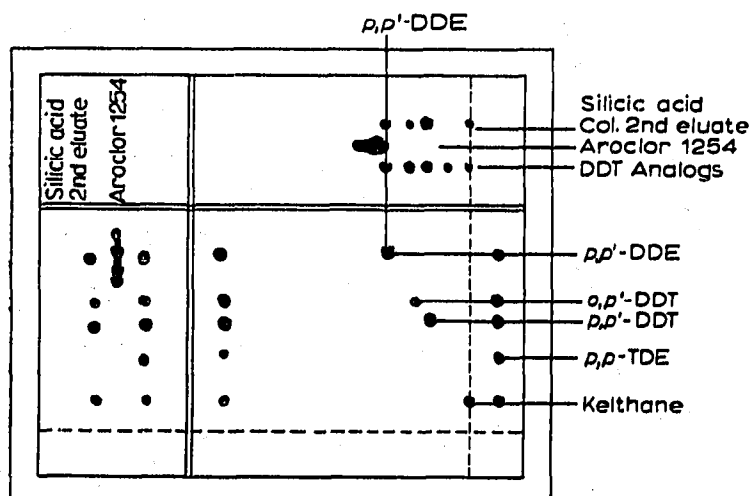 p,p'-DDE
Silicic acid
2nd eluate
Aroclor 1254
Silicic acid
Col. 2nd eluate
Aroclor 1254
DDT Analogs
p,p'-DDE
o,p'-DDT
p,p'-DDT
p,p-TDE
Kelthane